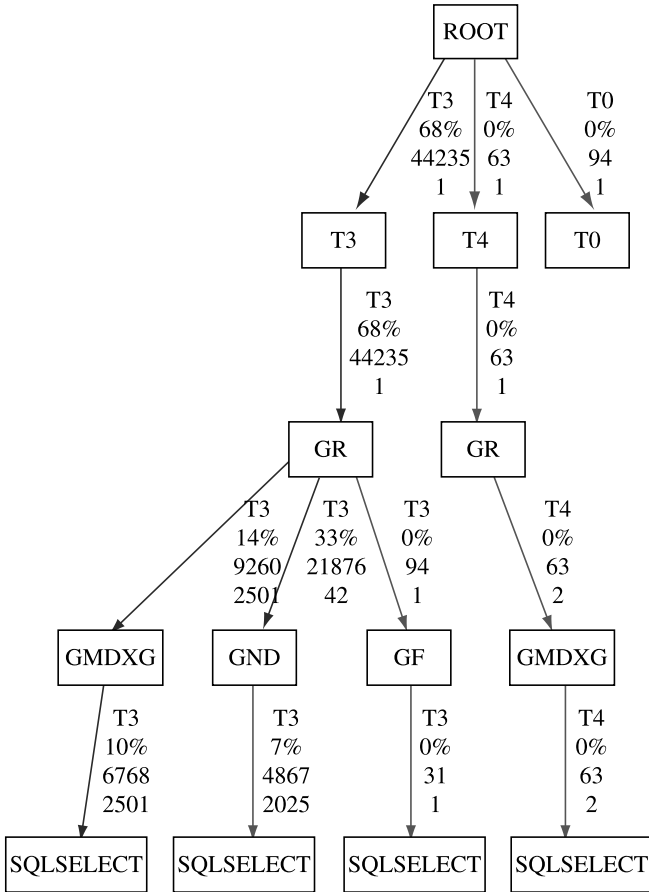 ROOT
T3
68%
44235
1
T4
0%
63
1
T0
0%
94
1
T3
T4
T0
T3
68%
44235
1
T4
0%
63
1
GR
GR
T3
14%
9260
2501
T3
33%
21876
42
T3
0%
94
1
T4
0%
63
2
GMDXG
GND
GF
GMDXG
T3
10%
6768
2501
T3
7%
4867
2025
T3
0%
31
1
T4
0%
63
2
SQLSELECT
SQLSELECT
SQLSELECT
SQLSELECT